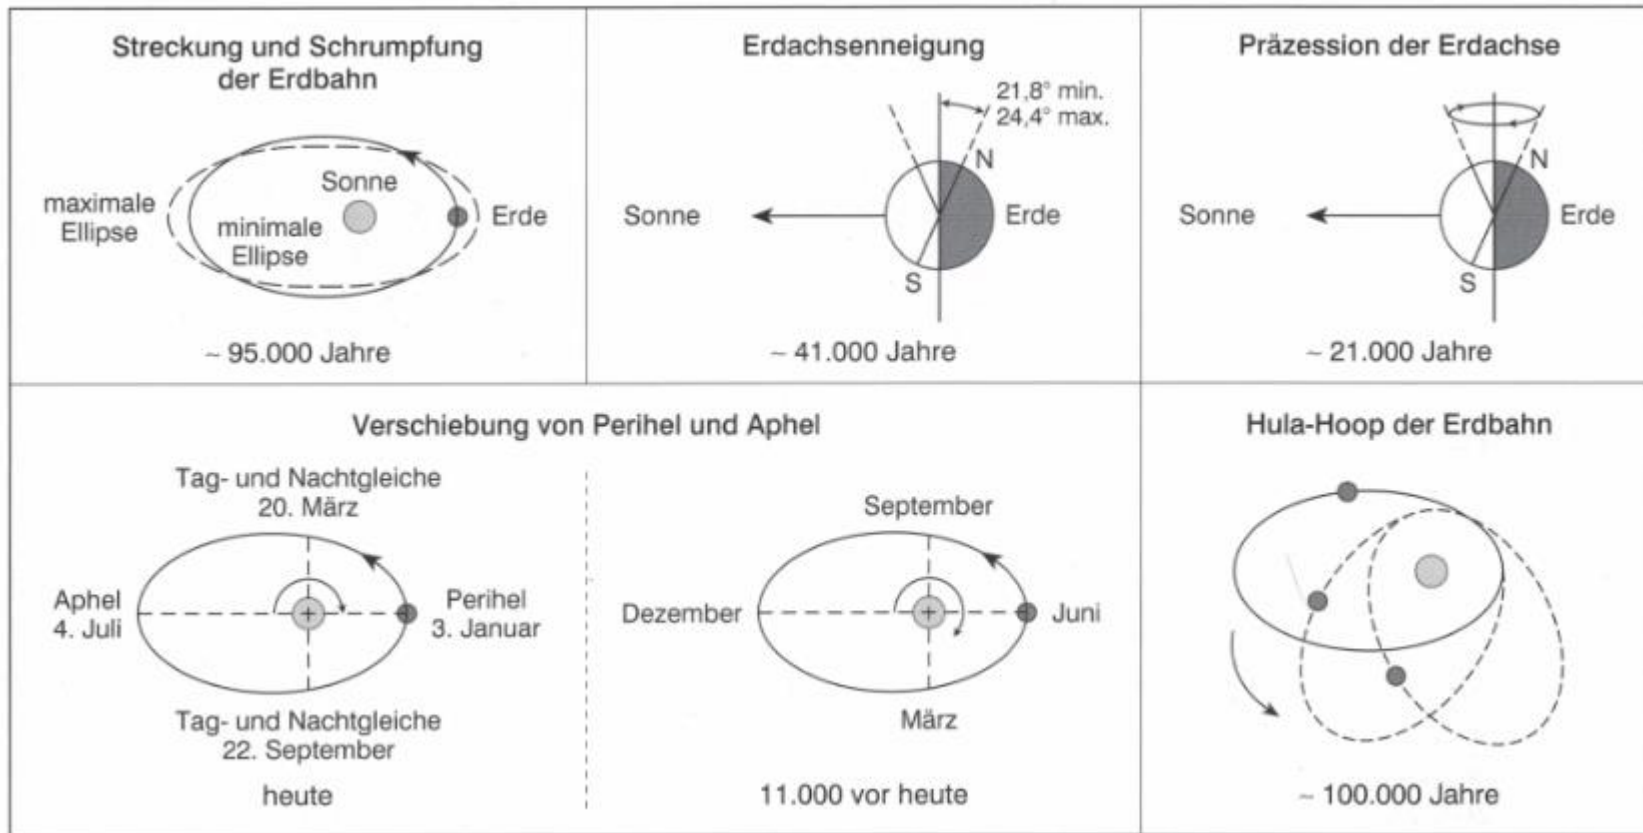 Streckung und Schrumpfung
der Erdbahn
maximale
Ellipse
minimale
Ellipse
Sonne
Erde
~ 95.000 Jahre
Erdachsenneigung
21,8° min.
24,4° max.
N
Sonne
Erde
S
~ 41.000 Jahre
Präzession der Erdachse
N
Sonne
Erde
S
~ 21.000 Jahre
Verschiebung von Perihel und Aphel
Tag- und Nachtgleiche
20. März
Aphel
4. Juli
Perihel
3. Januar
Tag- und Nachtgleiche
22. September
heute
September
Dezember
Juni
März
11.000 vor heute
Hula-Hoop der Erdbahn
~ 100.000 Jahre